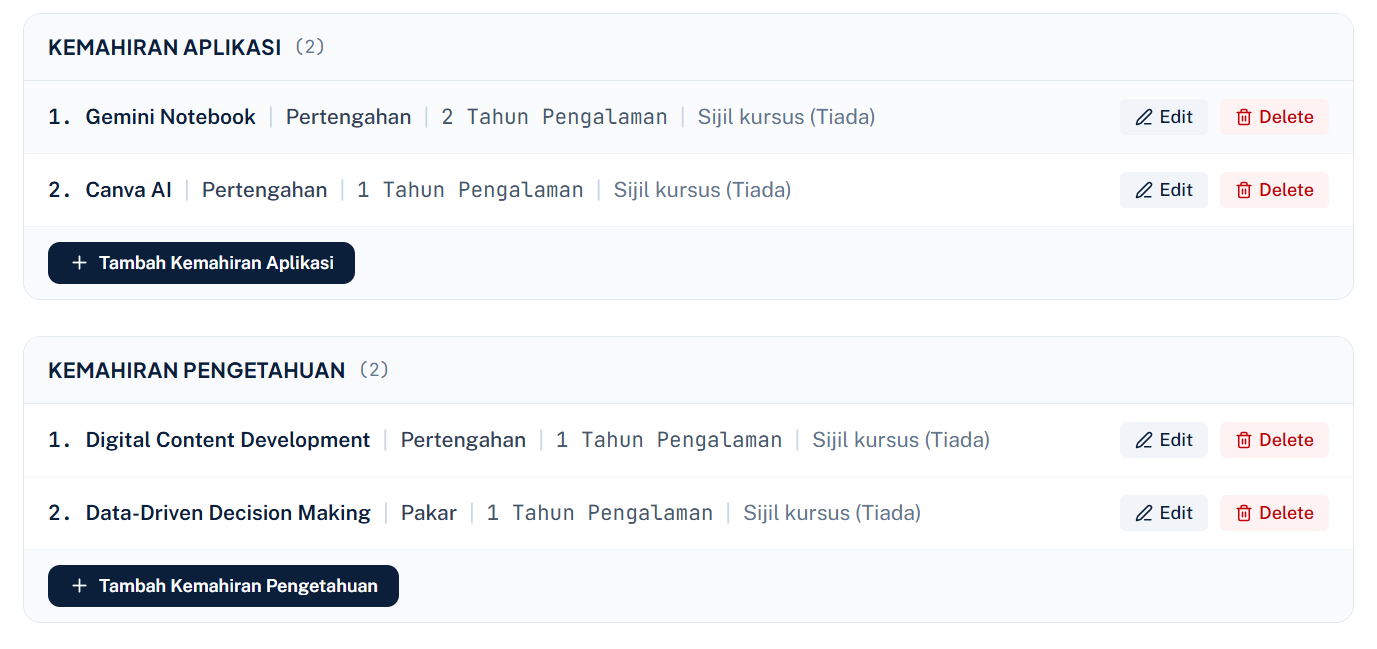 KEMAHIRAN APLIKASI (2)
1. Gemini Notebook | Pertengahan | 2 Tahun Pengalaman | Sijil kursus (Tiada) Edit Delete
2. Canva AI | Pertengahan | 1 Tahun Pengalaman | Sijil kursus (Tiada) Edit Delete
+ Tambah Kemahiran Aplikasi
KEMAHIRAN PENGETAHUAN (2)
1. Digital Content Development | Pertengahan | 1 Tahun Pengalaman | Sijil kursus (Tiada) Edit Delete
2. Data-Driven Decision Making | Pakar | 1 Tahun Pengalaman | Sijil kursus (Tiada) Edit Delete
+ Tambah Kemahiran Pengetahuan